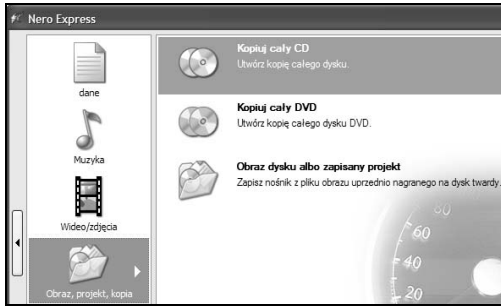 Nero Express
dane
Muzyka
Wideo/zdjęcia
Obraz, projekt, kopia
Kopiuj cały CD
Utwórz kopię całego dysku.
Kopiuj cały DVD
Utwórz kopię całego dysku DVD.
Obraz dysku albo zapisany projekt
Zapisz nośnik z pliku obrazu uprzednio nagranego na dysk twardy.
80
60
40
20